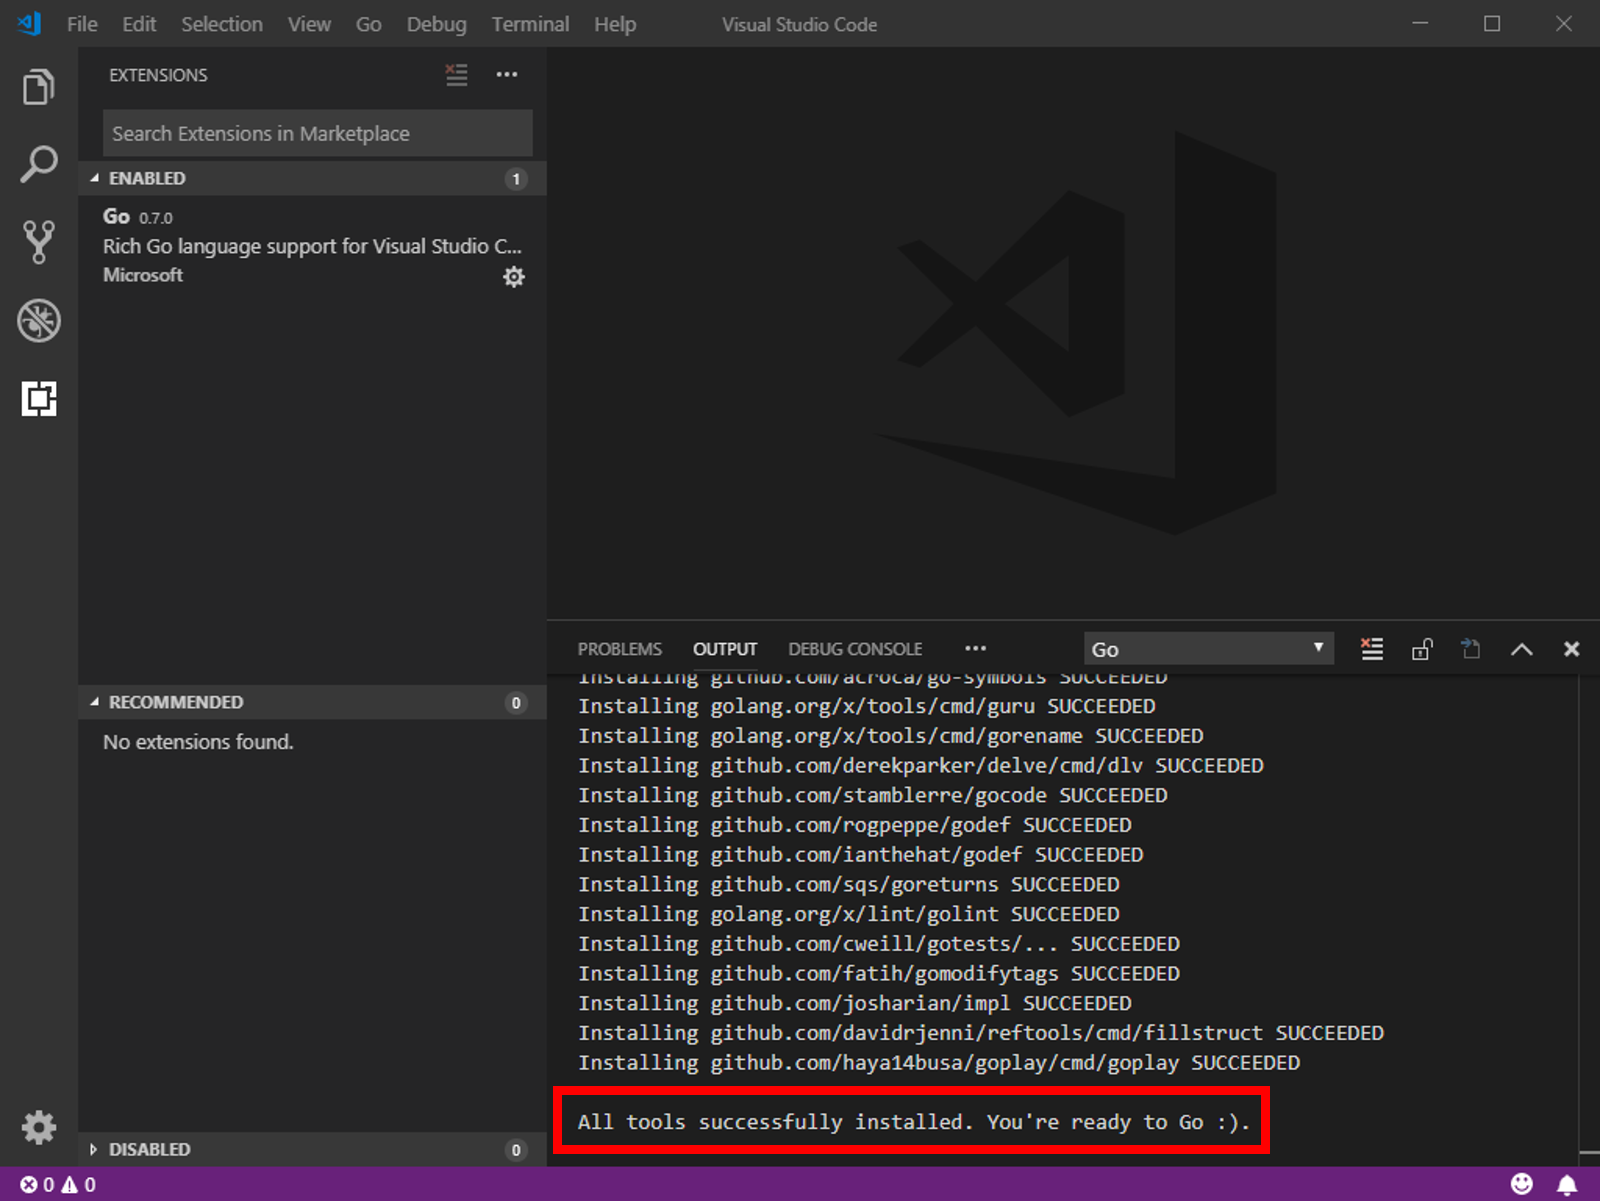 File Edit Selection View Go Debug Terminal Help Visual Studio Code
EXTENSIONS
Search Extensions in Marketplace
ENABLED 1
Go 0.7.0
Rich Go language support for Visual Studio C...
Microsoft
RECOMMENDED 0
No extensions found.
DISABLED 0
PROBLEMS OUTPUT DEBUG CONSOLE ... Go
Installing github.com/acroca/go-symbols SUCCEEDED
Installing golang.org/x/tools/cmd/guru SUCCEEDED
Installing golang.org/x/tools/cmd/gorename SUCCEEDED
Installing github.com/derekparker/delve/cmd/dlv SUCCEEDED
Installing github.com/stamblerre/gocode SUCCEEDED
Installing github.com/rogpeppe/godef SUCCEEDED
Installing github.com/ianthehat/godef SUCCEEDED
Installing github.com/sqs/goreturns SUCCEEDED
Installing golang.org/x/lint/golint SUCCEEDED
Installing github.com/cweill/gotests/... SUCCEEDED
Installing github.com/fatih/gomodifytags SUCCEEDED
Installing github.com/josharian/impl SUCCEEDED
Installing github.com/davidrjenni/reftools/cmd/fillstruct SUCCEEDED
Installing github.com/haya14busa/goplay/cmd/goplay SUCCEEDED
All tools successfully installed. You're ready to Go :).
0 0